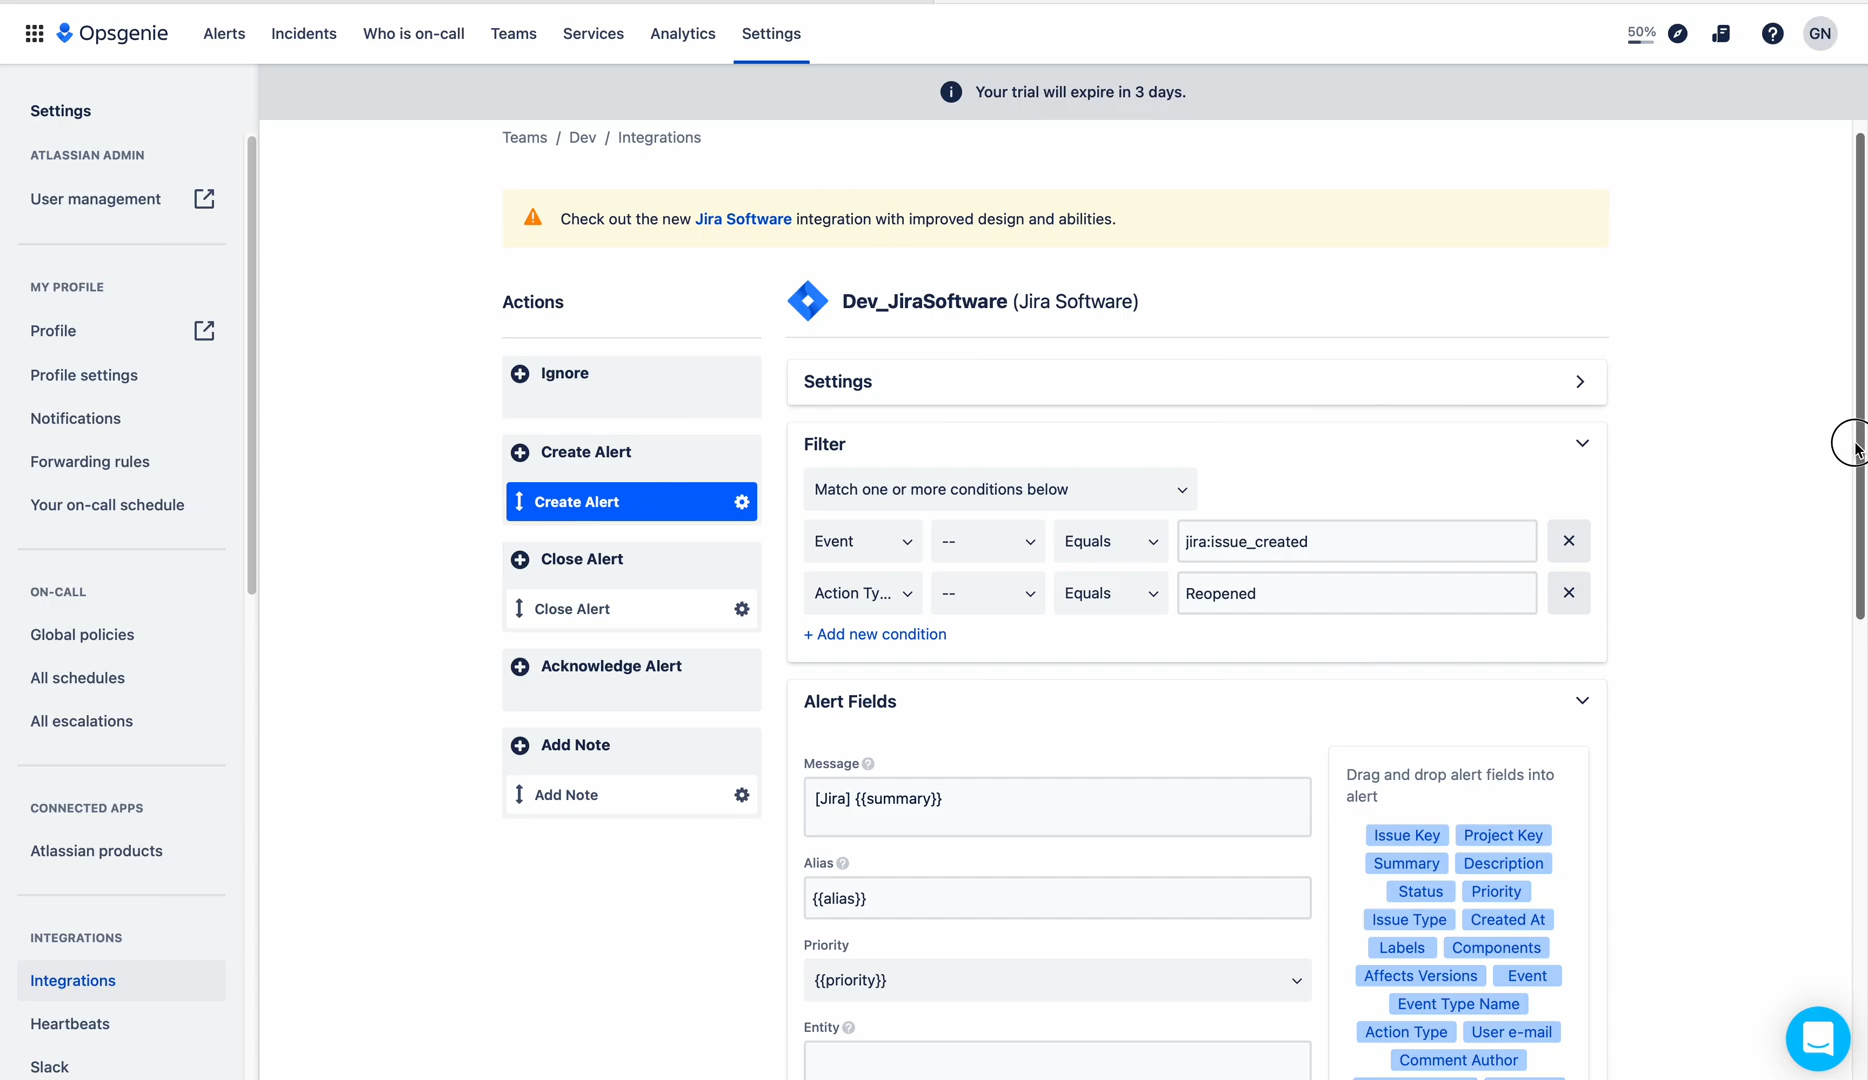 Opsgenie
Alerts
Incidents
Who is on-call
Teams
Services
Analytics
Settings
50%
GN
Your trial will expire in 3 days.
Settings
ATLASSIAN ADMIN
User management
MY PROFILE
Profile
Profile settings
Notifications
Forwarding rules
Your on-call schedule
ON-CALL
Global policies
All schedules
All escalations
CONNECTED APPS
Atlassian products
INTEGRATIONS
Integrations
Heartbeats
Slack
Teams / Dev / Integrations
Check out the new Jira Software integration with improved design and abilities.
Actions
Ignore
Create Alert
Create Alert
Close Alert
Close Alert
Acknowledge Alert
Add Note
Add Note
Dev_JiraSoftware (Jira Software)
Settings
Filter
Match one or more conditions below
Event -- Equals jira:issue_created
Action Ty... -- Equals Reopened
+ Add new condition
Alert Fields
Message
[Jira] {{summary}}
Alias
{{alias}}
Priority
{{priority}}
Entity
Drag and drop alert fields into
alert
Issue Key Project Key
Summary Description
Status Priority
Issue Type Created At
Labels Components
Affects Versions Event
Event Type Name
Action Type User e-mail
Comment Author